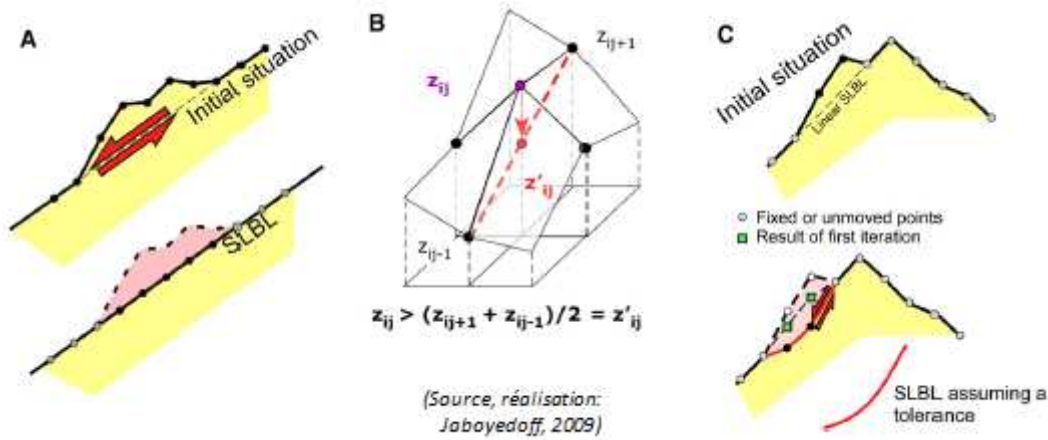 A
Initial situation
SLBL
B
zij+1
zij
z'ij
zij-1
zij > (zij+1 + zij-1)/2 = z'ij
(Source, réalisation:
Jaboyedoff, 2009)
C
Initial situation
Linear SLBL
Fixed or unmoved points
Result of first iteration
SLBL assuming a
tolerance